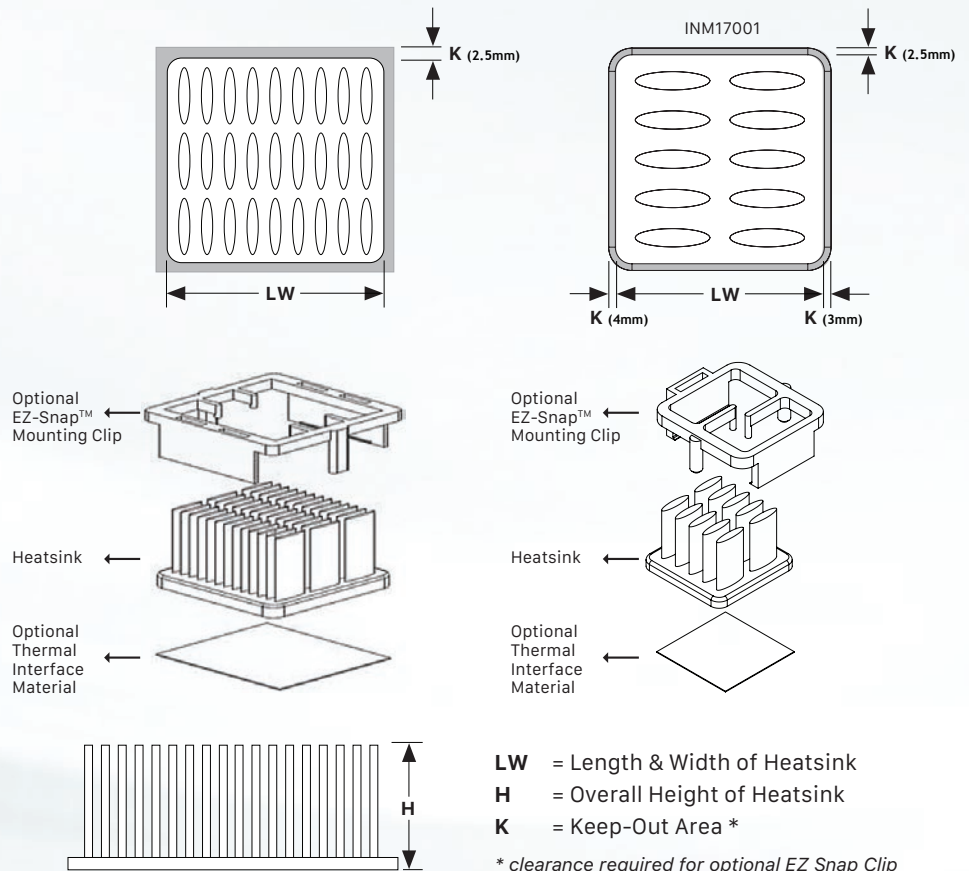 INM17001
K (2.5mm)
K (2.5mm)
LW
LW
K (4mm)
K (3mm)
Optional
EZ-Snap™
Mounting Clip
Optional
EZ-Snap™
Mounting Clip
Heatsink
Heatsink
Optional
Thermal
Interface
Material
Optional
Thermal
Interface
Material
H
LW = Length & Width of Heatsink
H = Overall Height of Heatsink
K = Keep-Out Area *
* clearance required for optional EZ Snap Clip